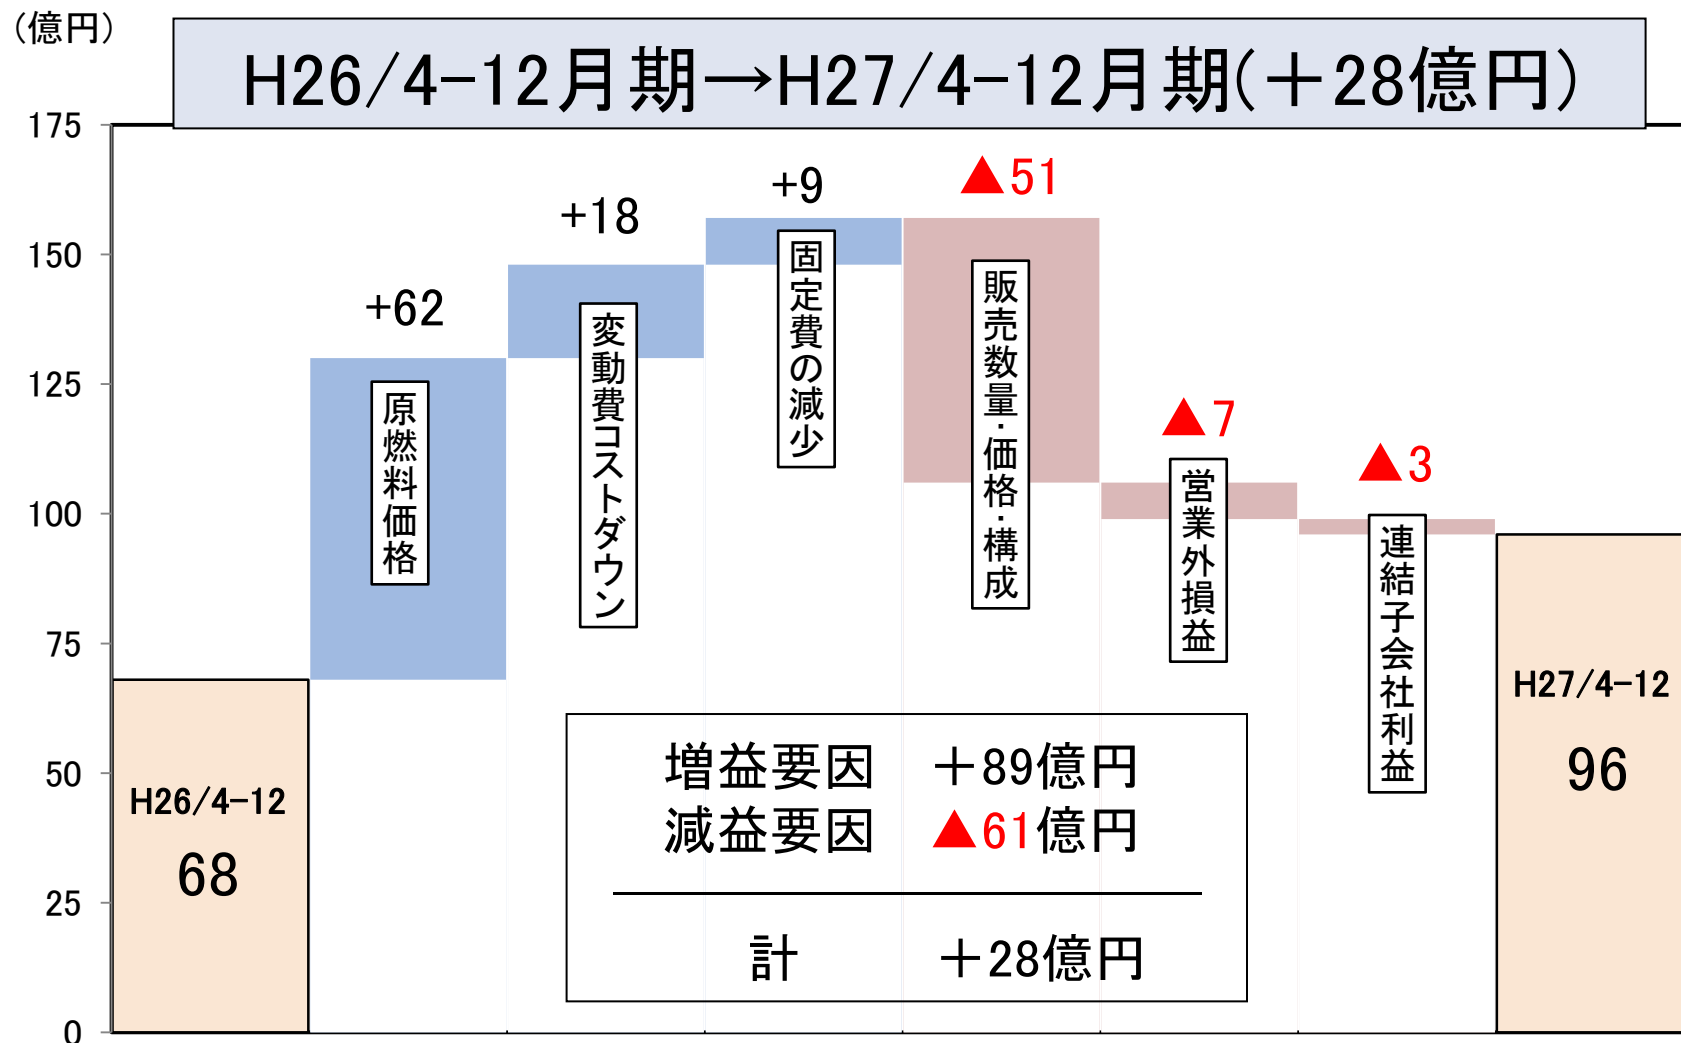 (億円)
H26/4-12月期→H27/4-12月期(+28億円)
175
150
125
100
75
50
25
0
H26/4-12
68
+62
原燃料価格
+18
変動費コストダウン
+9
固定費の減少
▲51
販売数量・価格・構成
▲7
営業外損益
▲3
連結子会社利益
H27/4-12
96
増益要因 +89億円
減益要因 ▲61億円
計 +28億円